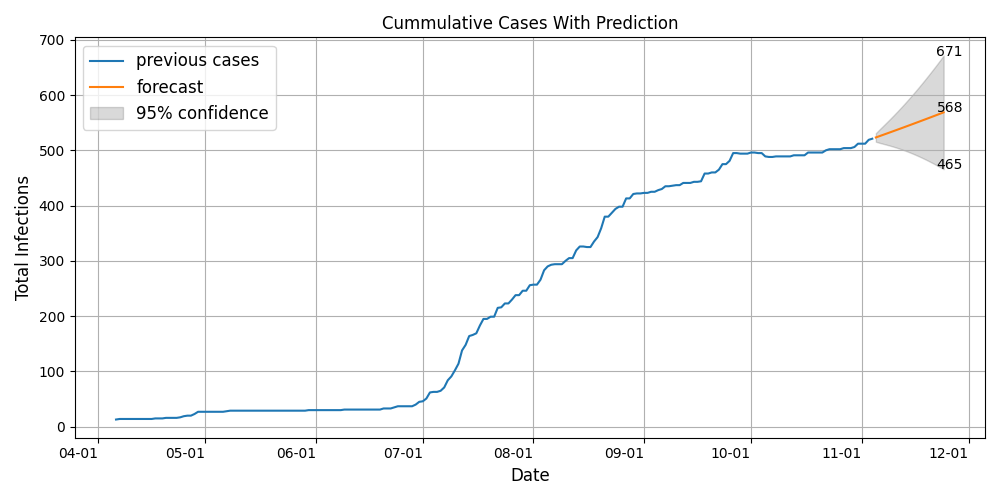 Cummulative Cases With Prediction
700
600
500
400
300
200
100
0
Total Infections
previous cases
forecast
95% confidence
671
568
465
04-01 05-01 06-01 07-01 08-01 09-01 10-01 11-01 12-01
Date